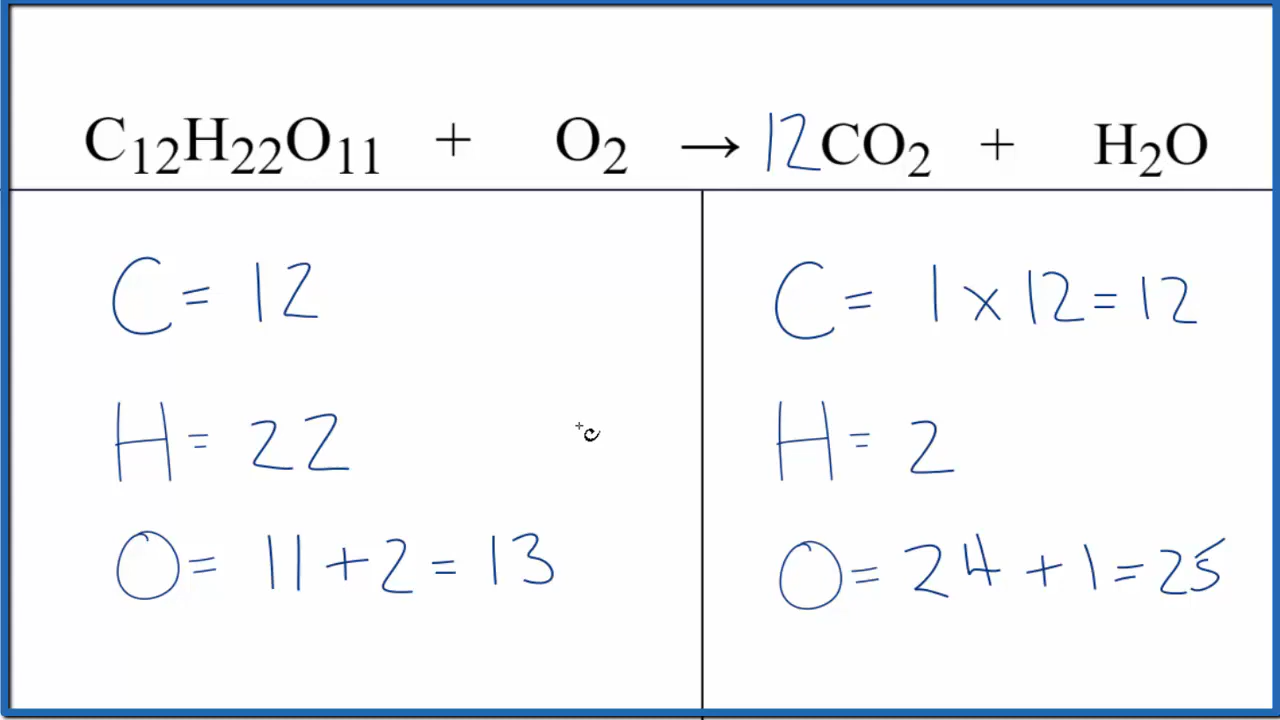 C₁₂H₂₂O₁₁ + O₂ → 12CO₂ + H₂O
C = 12
H = 22
O = 11 + 2 = 13
C = 1 x 12 = 12
H = 2
O = 24 + 1 = 25